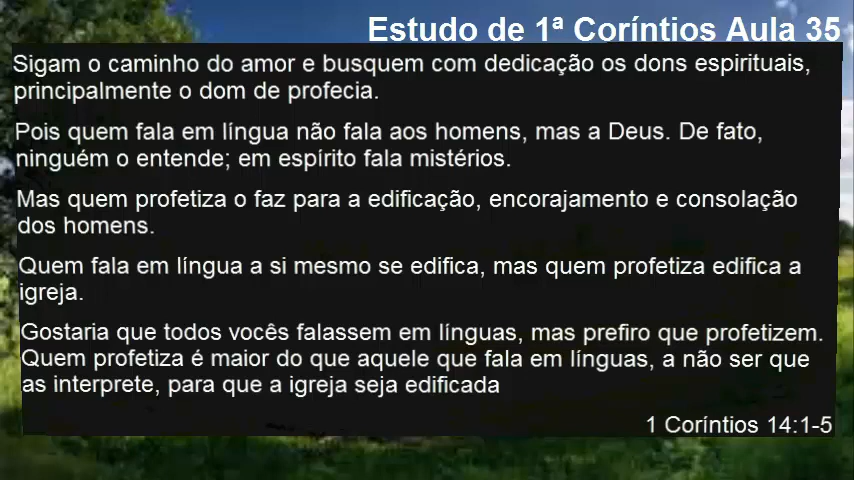 Estudo de 1ª Coríntios Aula 35
Sigam o caminho do amor e busquem com dedicação os dons espirituais,
principalmente o dom de profecia.
Pois quem fala em língua não fala aos homens, mas a Deus. De fato,
ninguém o entende; em espírito fala mistérios.
Mas quem profetiza o faz para a edificação, encorajamento e consolação
dos homens.
Quem fala em língua a si mesmo se edifica, mas quem profetiza edifica a
igreja.
Gostaria que todos vocês falassem em línguas, mas prefiro que profetizem.
Quem profetiza é maior do que aquele que fala em línguas, a não ser que
as interprete, para que a igreja seja edificada
1 Coríntios 14:1-5